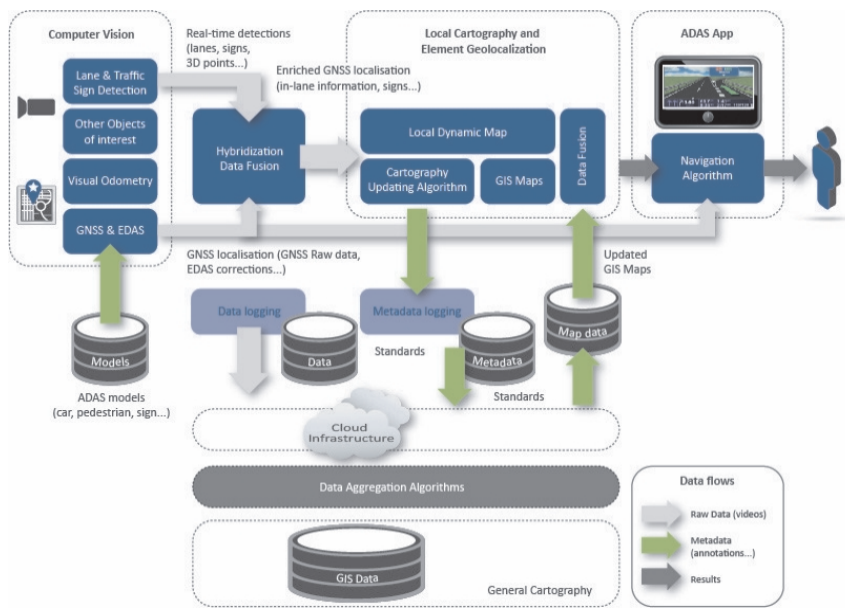 Computer Vision
Lane & Traffic
Sign Detection
Other Objects
of interest
Visual Odometry
GNSS & EDAS
Real-time detections
(lanes, signs,
3D points...)
Enriched GNSS localisation
(in-lane information, signs...)
Hybridization
Data Fusion
GNSS localisation (GNSS Raw data,
EDAS corrections...)
Local Cartography and
Element Geolocalization
Local Dynamic Map
Cartography
Updating Algorithm
GIS Maps
Data Fusion
ADAS App
Navigation
Algorithm
Updated
GIS Maps
Models
ADAS models
(car, pedestrian, sign...)
Data logging
Data
Metadata logging
Standards
Metadata
Standards
Map data
Cloud
Infrastructure
Data Aggregation Algorithms
GIS Data
General Cartography
Data flows
Raw Data (videos)
Metadata
(annotations...)
Results